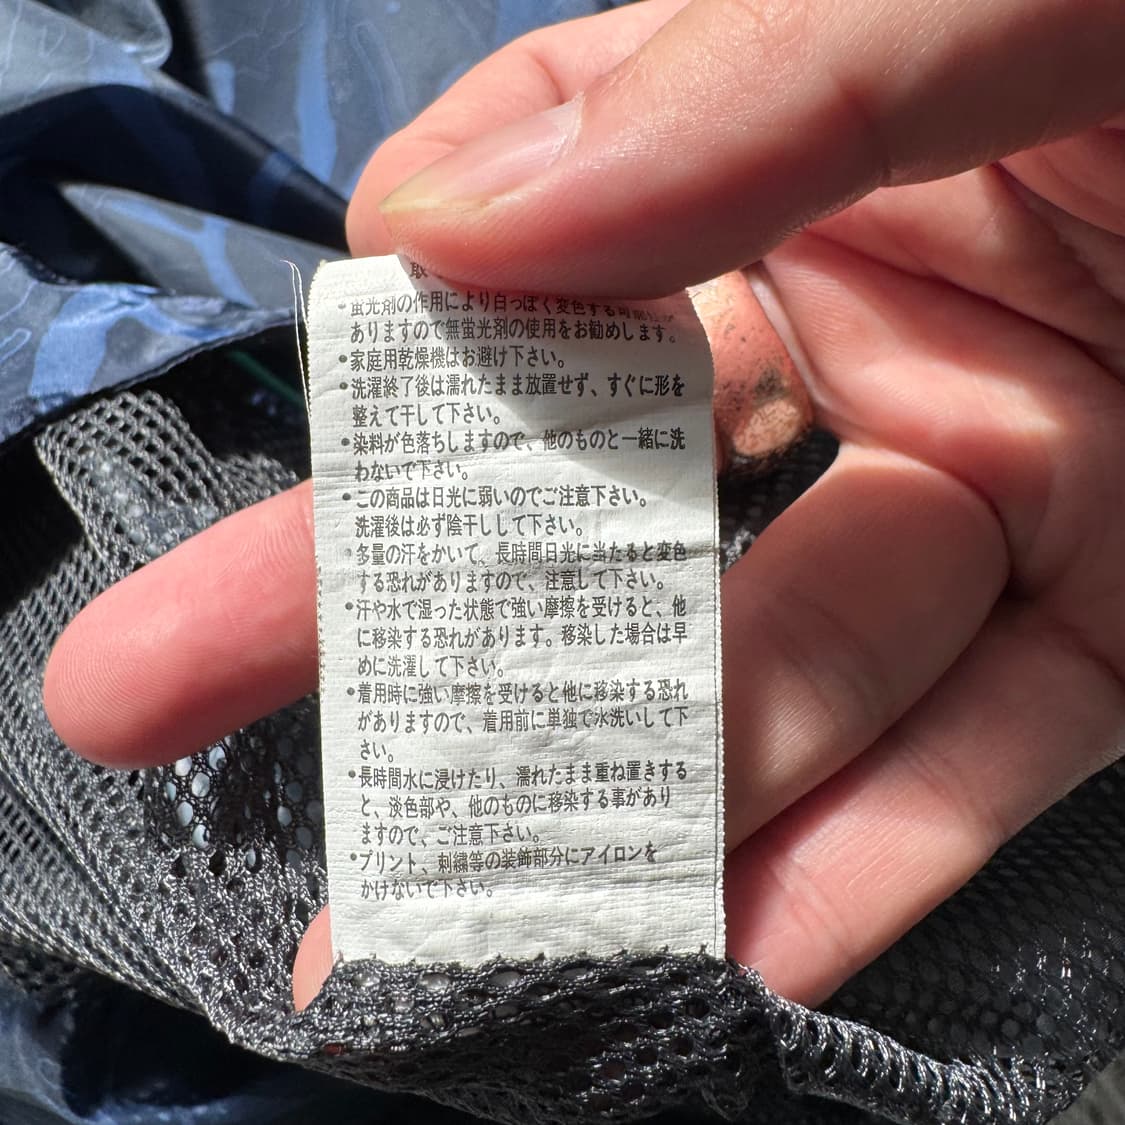 取
•蛍光剤の作用により白っぽく変色する可能性が
ありますので無蛍光剤の使用をお勧めします。
•家庭用乾燥機はお避け下さい。
•洗濯終了後は濡れたまま放置せず、すぐに形を
整えて干して下さい。
•染料が色落ちしますので、他のものと一緒に洗
わないで下さい。
•この商品は日光に弱いのでご注意下さい。
洗濯後は必ず陰干しして下さい。
•多量の汗をかいて、長時間日光に当たると変色
する恐れがありますので、注意して下さい。
•汗や水で湿った状態で強い摩擦を受けると、他
に移染する恐れがあります。移染した場合は早
めに洗濯して下さい。
•着用時に強い摩擦を受けると他に移染する恐れ
がありますので、着用前に単独で水洗いして下
さい。
•長時間水に浸けたり、濡れたまま重ね置きする
と、淡色部や、他のものに移染する事があり
ますので、ご注意下さい。
•プリント、刺繍等の装飾部分にアイロンを
かけないで下さい。